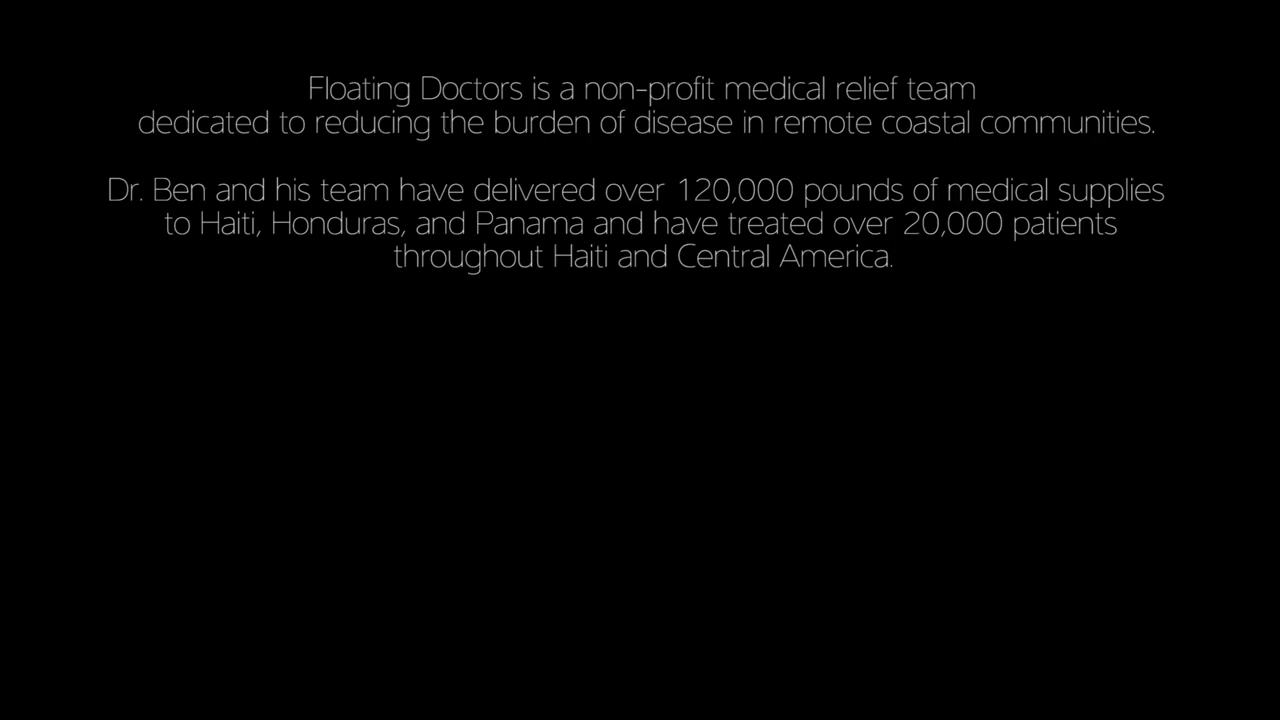 Floating Doctors is a non-profit medical relief team
dedicated to reducing the burden of disease in remote coastal communities.
Dr. Ben and his team have delivered over 120,000 pounds of medical supplies
to Haiti, Honduras, and Panama and have treated over 20,000 patients
throughout Haiti and Central America.